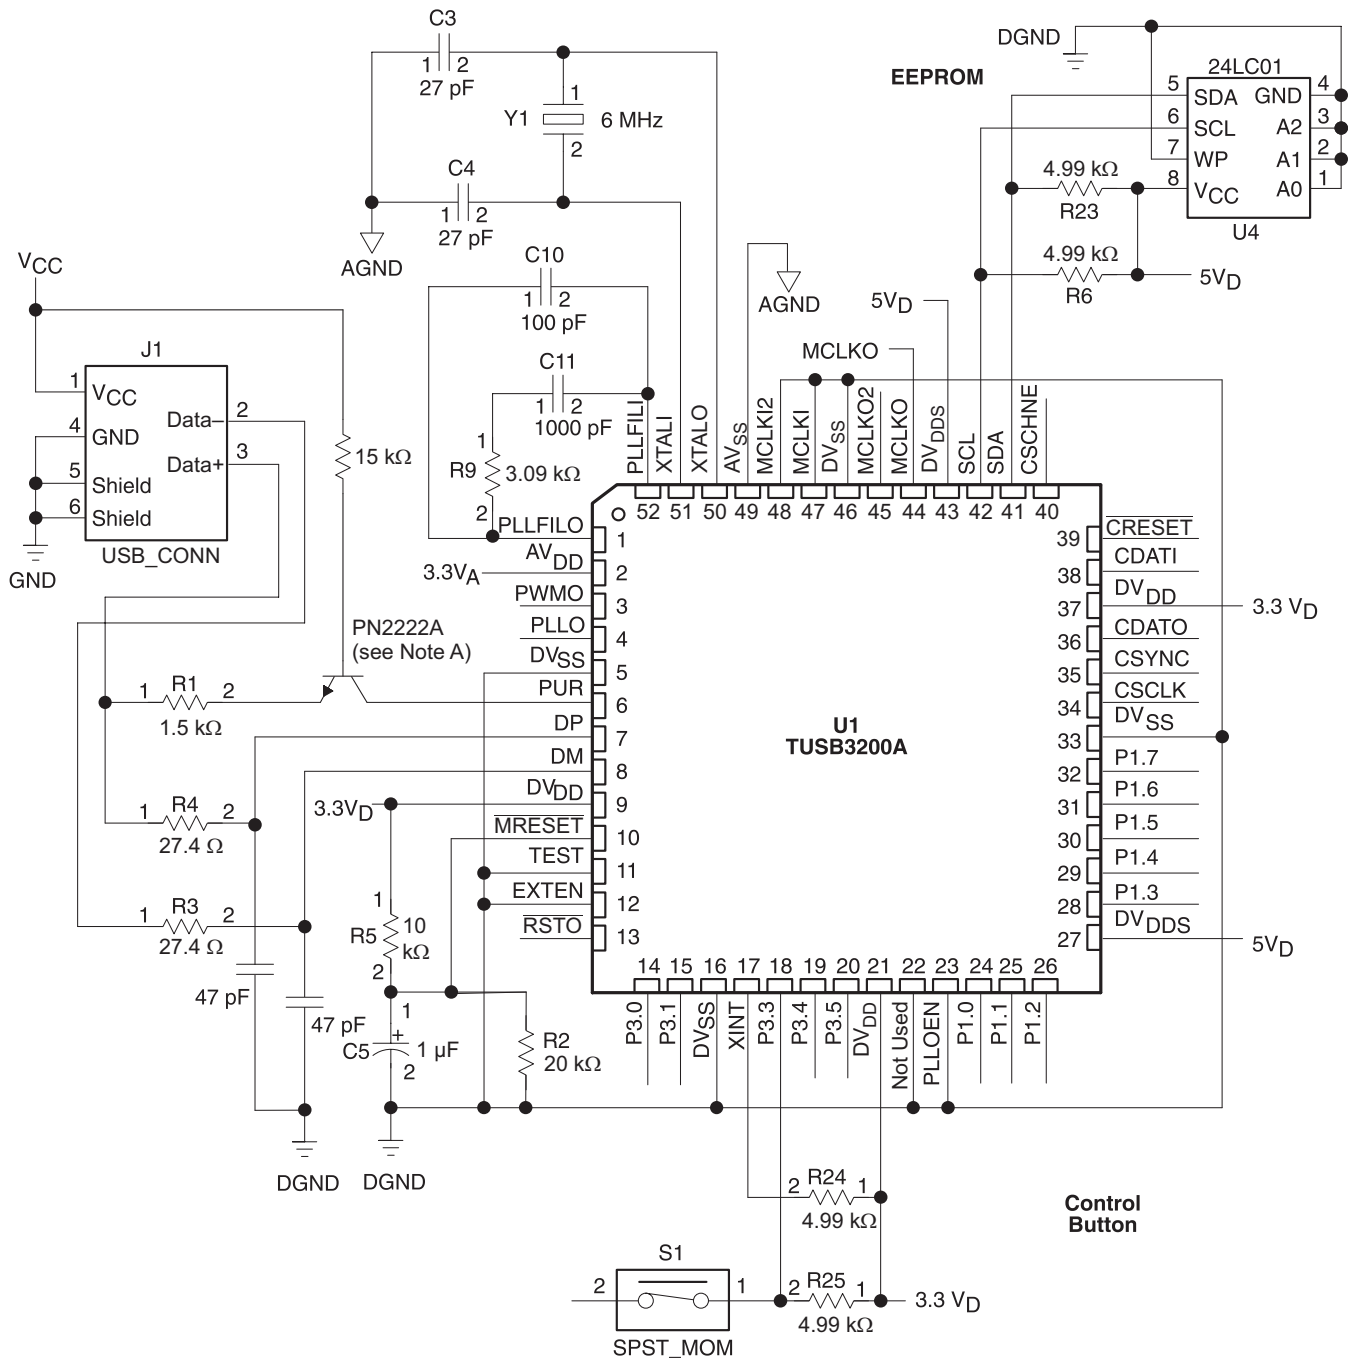 C3
1 2
27 pF
Y1
1
2
6 MHz
C4
1 2
27 pF
AGND
EEPROM
DGND
24LC01
5 SDA GND 4
6 SCL A2 3
7 WP A1 2
8 VCC A0 1
U4
4.99 kΩ
R23
4.99 kΩ
R6
5VD
C10
1 2
100 pF
C11
1 2
1000 pF
AGND
5VD
MCLKO
VCC
J1
1 VCC
Data– 2
4 GND
Data+ 3
5 Shield
6 Shield
USB_CONN
GND
15 kΩ
1
R9 3.09 kΩ
2
PLLFILI
XTALI
XTALO
AVSS
MCLKI2
MCLKI
DVSS
MCLKO2
MCLKO
DVDDS
SCL
SDA
CSCHNE
52 51 50 49 48 47 46 45 44 43 42 41 40
PLLFILO 1
3.3VA AVDD 2
PWMO 3
PLLO 4
DVSS 5
PUR 6
DP 7
DM 8
3.3VD DVDD 9
MRESET 10
TEST 11
EXTEN 12
RSTO 13
U1
TUSB3200A
39 CRESET
38 CDATI
37 DVDD 3.3 VD
36 CDATO
35 CSYNC
34 CSCLK
33 DVSS
32 P1.7
31 P1.6
30 P1.5
29 P1.4
28 P1.3
27 DVDDS 5VD
PN2222A
(see Note A)
1 R1 2
1.5 kΩ
1 R4 2
27.4 Ω
1 R3 2
27.4 Ω
47 pF
47 pF
1
R5 10
kΩ
2
1
C5 + 1 µF
2
R2
20 kΩ
DGND
DGND
14 15 16 17 18 19 20 21 22 23 24 25 26
P3.0
P3.1
DVSS
XINT
P3.3
P3.4
P3.5
DVDD
Not Used
PLLOEN
P1.0
P1.1
P1.2
2 R24 1
4.99 kΩ
Control
Button
S1
2 1
SPST_MOM
2 R25 1
4.99 kΩ
3.3 VD